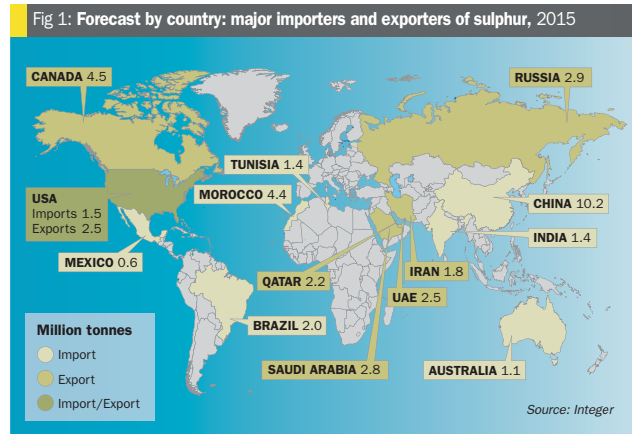 Fig 1: Forecast by country: major importers and exporters of sulphur, 2015
CANADA 4.5
RUSSIA 2.9
TUNISIA 1.4
MOROCCO 4.4
USA
Imports 1.5
Exports 2.5
CHINA 10.2
INDIA 1.4
MEXICO 0.6
IRAN 1.8
QATAR 2.2
UAE 2.5
BRAZIL 2.0
SAUDI ARABIA 2.8
AUSTRALIA 1.1
Million tonnes
Import
Export
Import/Export
Source: Integer